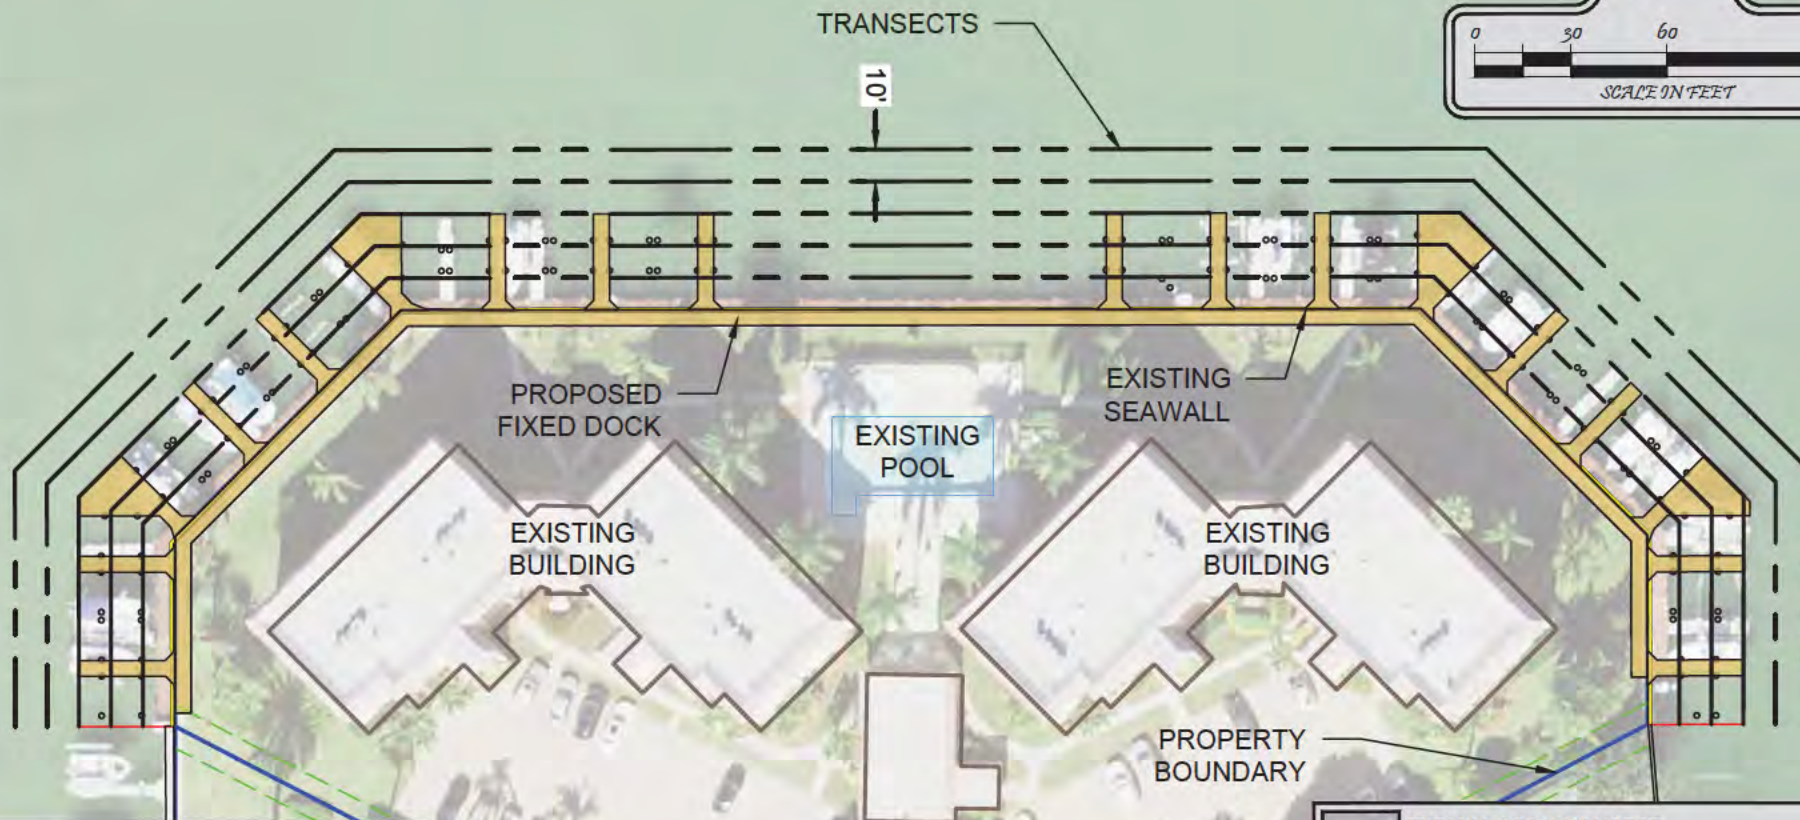 TRANSECTS
0 30 60
SCALE IN FEET
10'
PROPOSED
FIXED DOCK
EXISTING
SEAWALL
EXISTING
POOL
EXISTING
BUILDING
EXISTING
BUILDING
PROPERTY
BOUNDARY